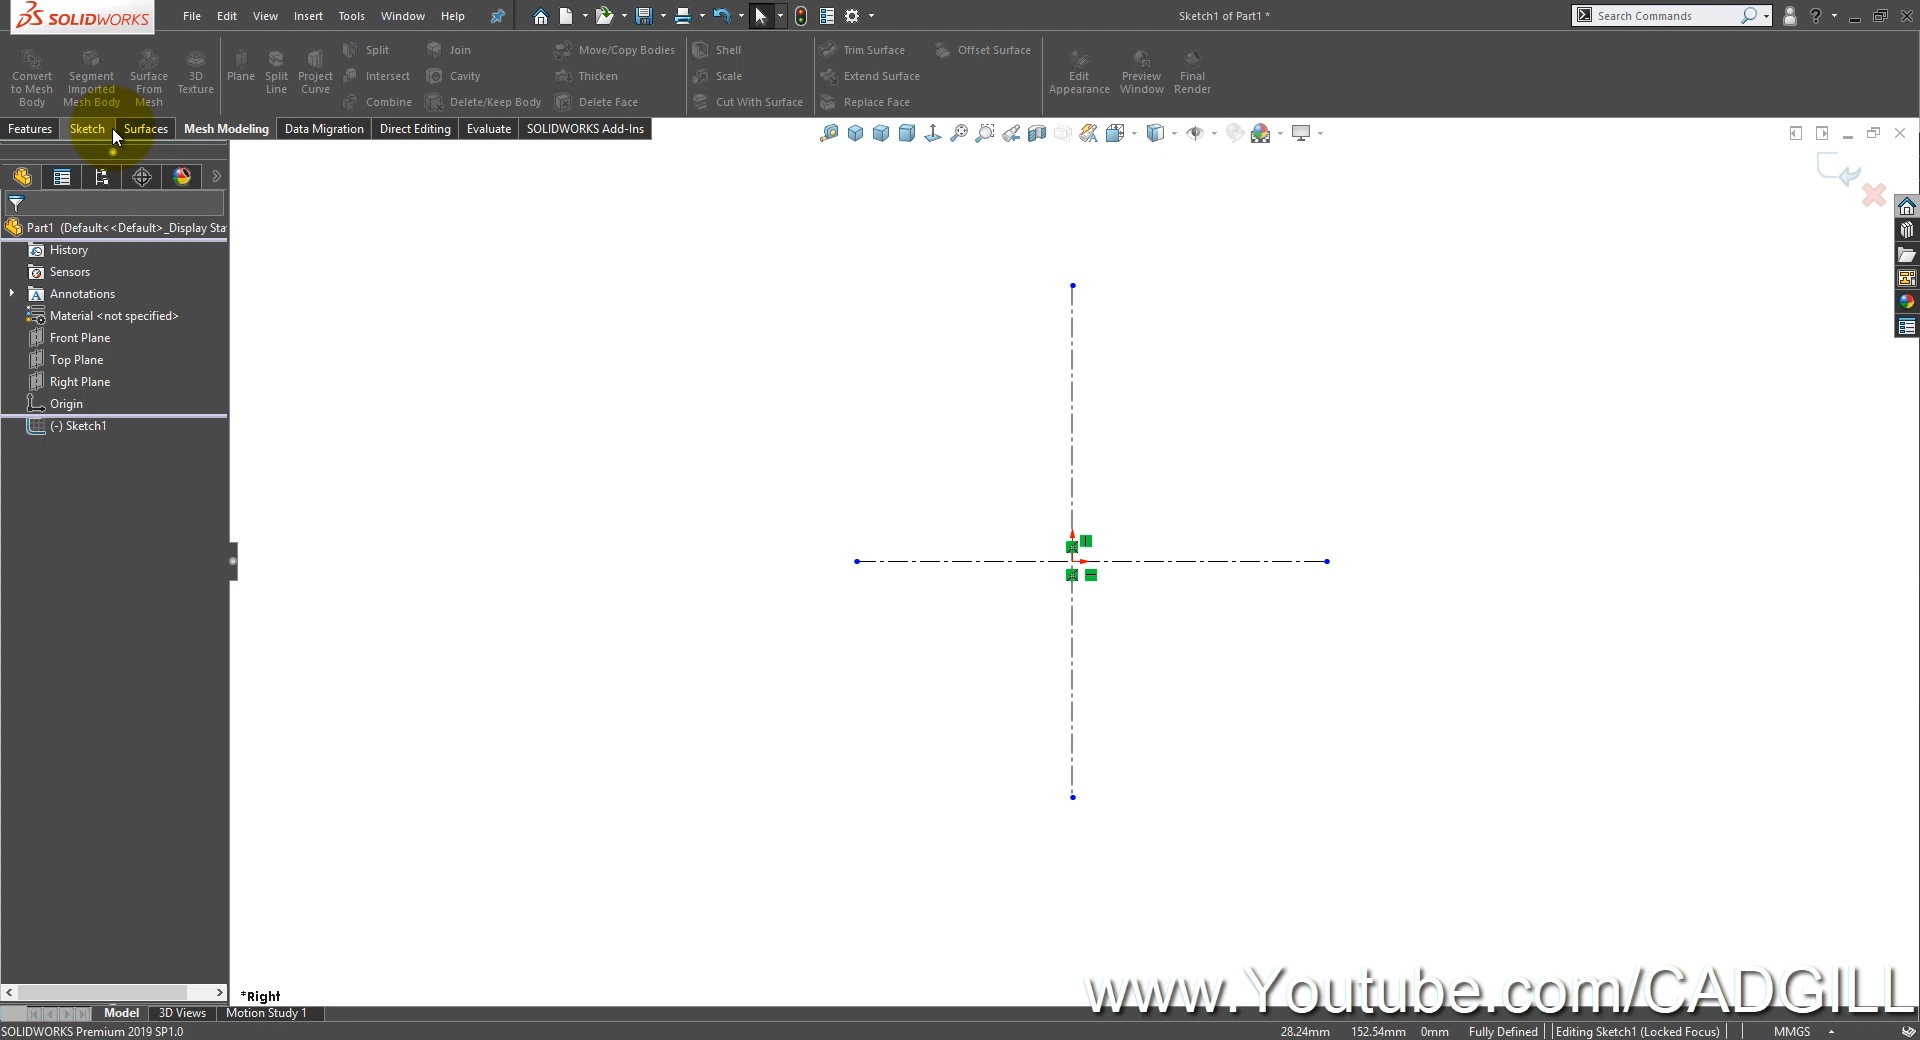 SOLIDWORKS File Edit View Insert Tools Window Help Sketch1 of Part1 * Search Commands
Split Join Move/Copy Bodies Shell Trim Surface Offset Surface
Convert to Mesh Body Segment Imported Mesh Body Surface From Mesh 3D Texture Plane Split Line Project Curve Intersect Cavity Thicken Scale Extend Surface Edit Appearance Preview Window Final Render
Combine Delete/Keep Body Delete Face Cut With Surface Replace Face
Features Sketch Surfaces Mesh Modeling Data Migration Direct Editing Evaluate SOLIDWORKS Add-Ins
Part1 (Default<<Default>_Display Sta
History
Sensors
Annotations
Material <not specified>
Front Plane
Top Plane
Right Plane
Origin
(-) Sketch1
*Right
www.Youtube.com/CADGILL
Model 3D Views Motion Study 1
SOLIDWORKS Premium 2019 SP1.0 28.24mm 152.54mm 0mm Fully Defined Editing Sketch1 (Locked Focus) MMGS